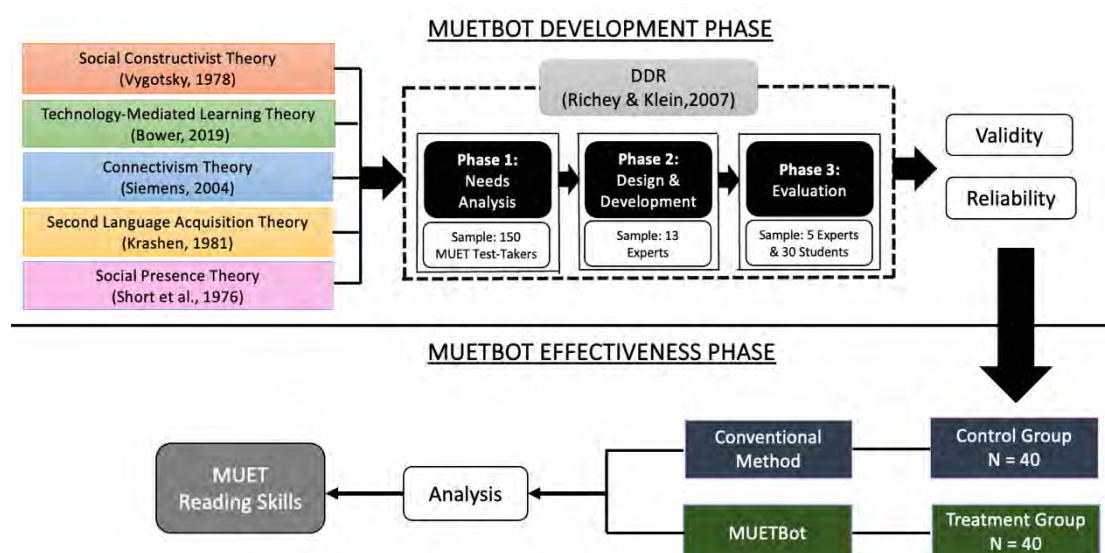 MUETBOT DEVELOPMENT PHASE
Social Constructivist Theory
(Vygotsky, 1978)
Technology-Mediated Learning Theory
(Bower, 2019)
Connectivism Theory
(Siemens, 2004)
Second Language Acquisition Theory
(Krashen, 1981)
Social Presence Theory
(Short et al., 1976)
DDR
(Richey & Klein,2007)
Phase 1:
Needs
Analysis
Sample: 150
MUET Test-Takers
Phase 2:
Design &
Development
Sample: 13
Experts
Phase 3:
Evaluation
Sample: 5 Experts
& 30 Students
Validity
Reliability
MUETBOT EFFECTIVENESS PHASE
MUET
Reading Skills
Analysis
Conventional
Method
Control Group
N = 40
MUETBot
Treatment Group
N = 40